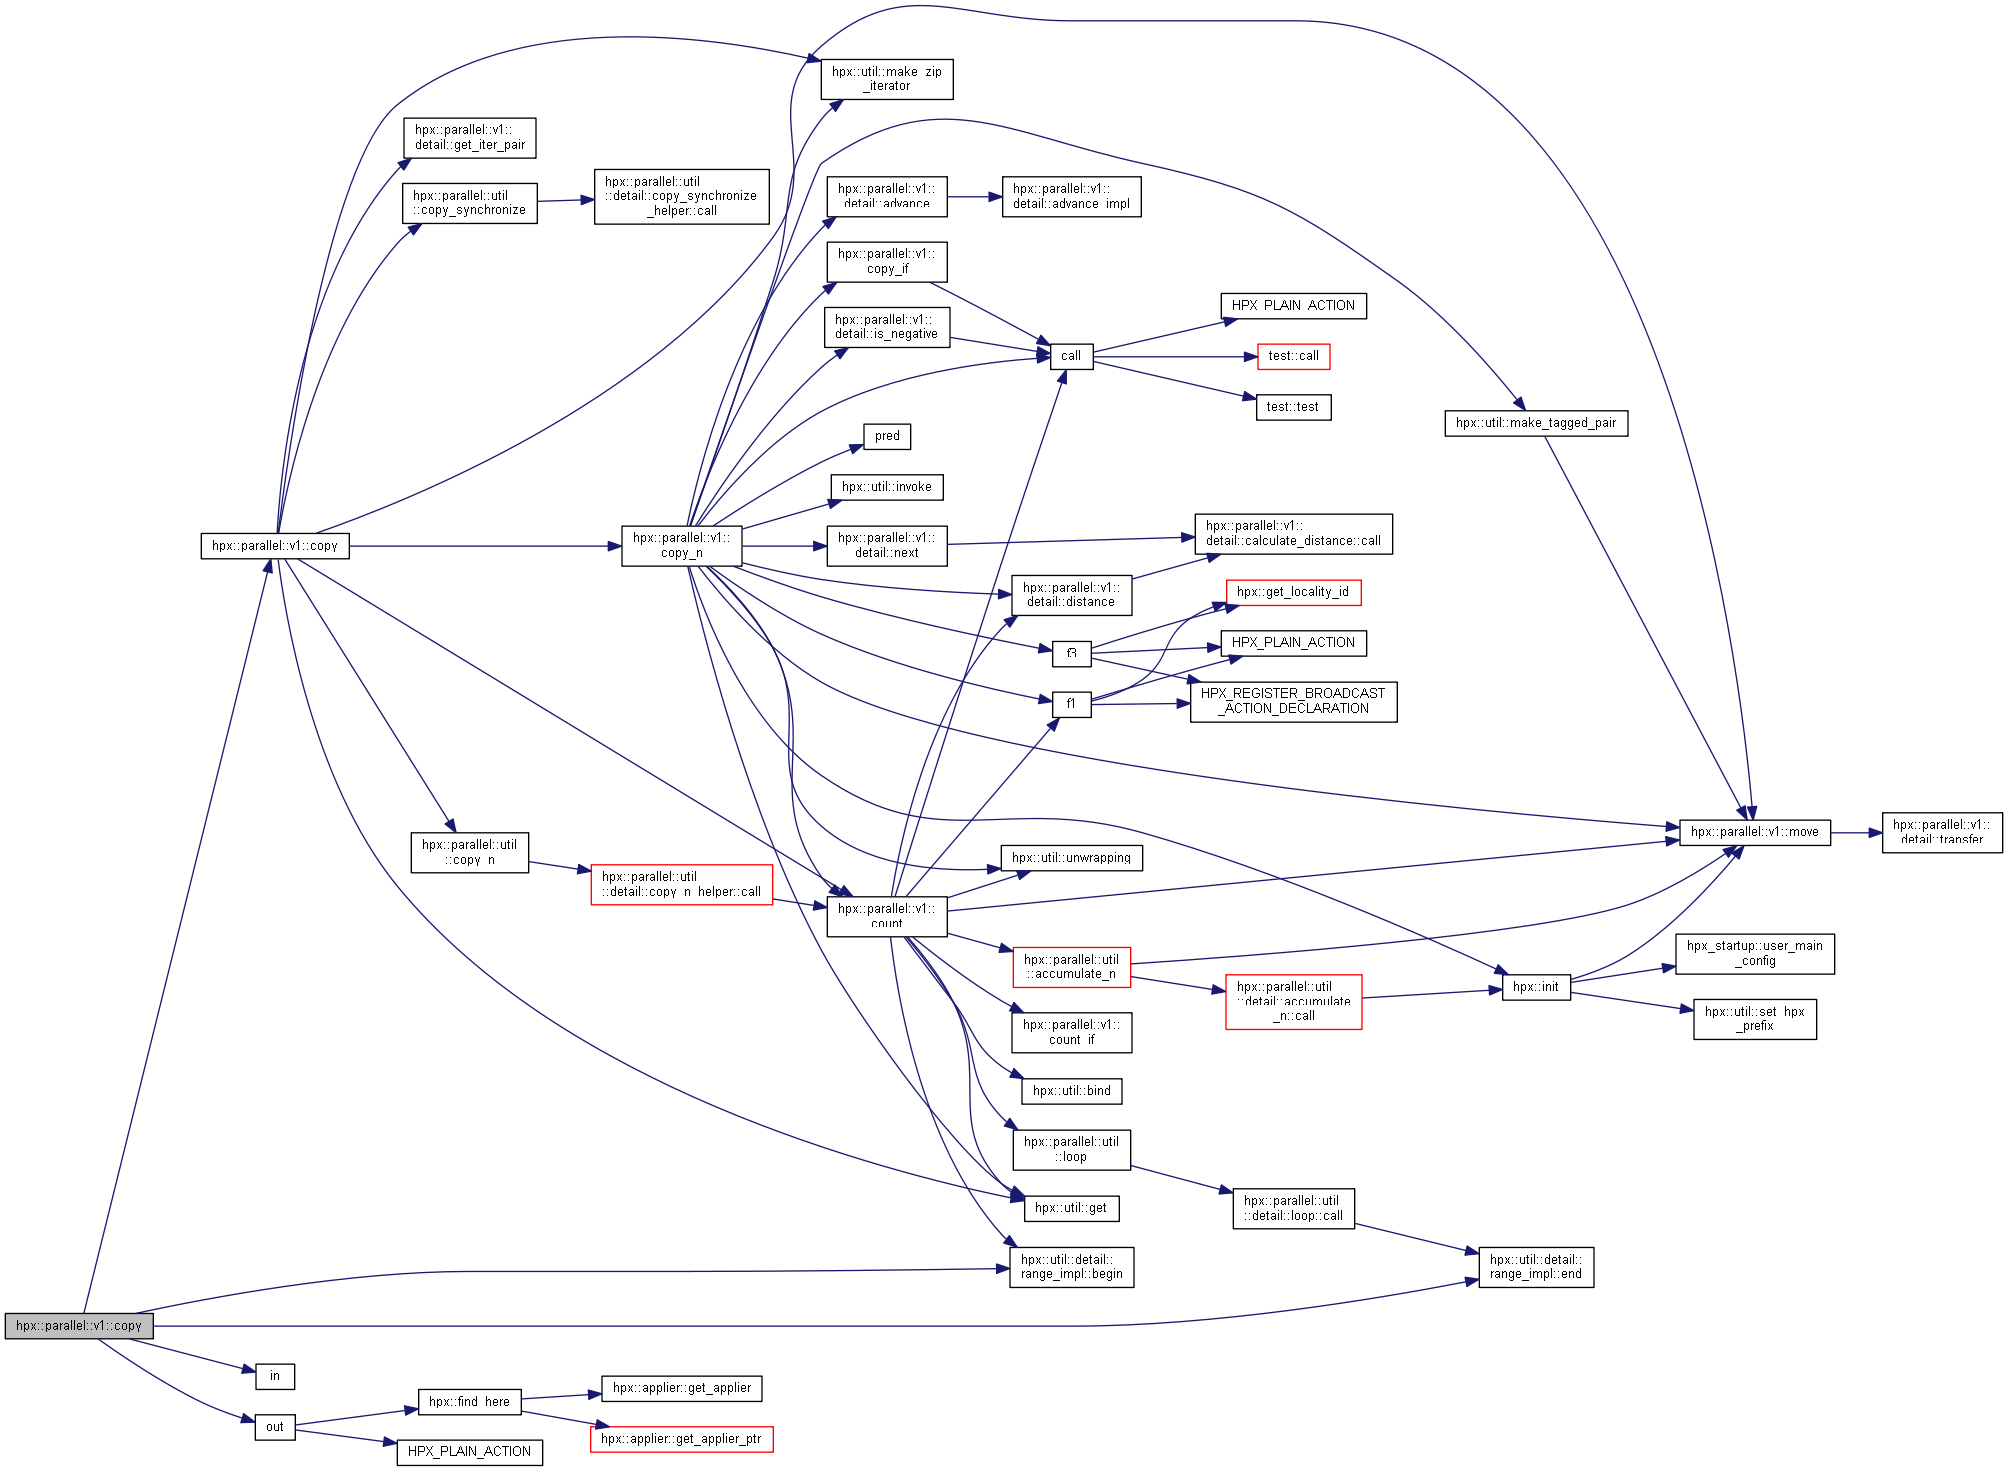 hpx::util::make_zip
_iterator
hpx::parallel::v1::
detail::get_iter_pair
hpx::parallel::util
::copy_synchronize
hpx::parallel::util
::detail::copy_synchronize
_helper::call
hpx::parallel::v1::
detail::advance
hpx::parallel::v1::
detail::advance_impl
hpx::parallel::v1::
copy_if
hpx::parallel::v1::
detail::is_negative
HPX_PLAIN_ACTION
call
test::call
test::test
hpx::util::make_tagged_pair
pred
hpx::util::invoke
hpx::parallel::v1::copy
hpx::parallel::v1::
copy_n
hpx::parallel::v1::
detail::next
hpx::parallel::v1::
detail::calculate_distance::call
hpx::parallel::v1::
detail::distance
hpx::get_locality_id
f3
HPX_PLAIN_ACTION
f1
HPX_REGISTER_BROADCAST
_ACTION_DECLARATION
hpx::parallel::v1::move
hpx::parallel::v1::
detail::transfer
hpx::parallel::util
::copy_n
hpx::util::unwrapping
hpx::parallel::util
::detail::copy_n_helper::call
hpx::parallel::v1::
count
hpx::parallel::util
::accumulate_n
hpx::parallel::util
::detail::accumulate
_n::call
hpx::init
hpx_startup::user_main
_config
hpx::util::set_hpx
_prefix
hpx::parallel::v1::
count_if
hpx::util::bind
hpx::parallel::util
::loop
hpx::util::get
hpx::parallel::util
::detail::loop::call
hpx::util::detail::
range_impl::begin
hpx::util::detail::
range_impl::end
hpx::parallel::v1::copy
in
out
hpx::find_here
hpx::applier::get_applier
hpx::applier::get_applier_ptr
HPX_PLAIN_ACTION